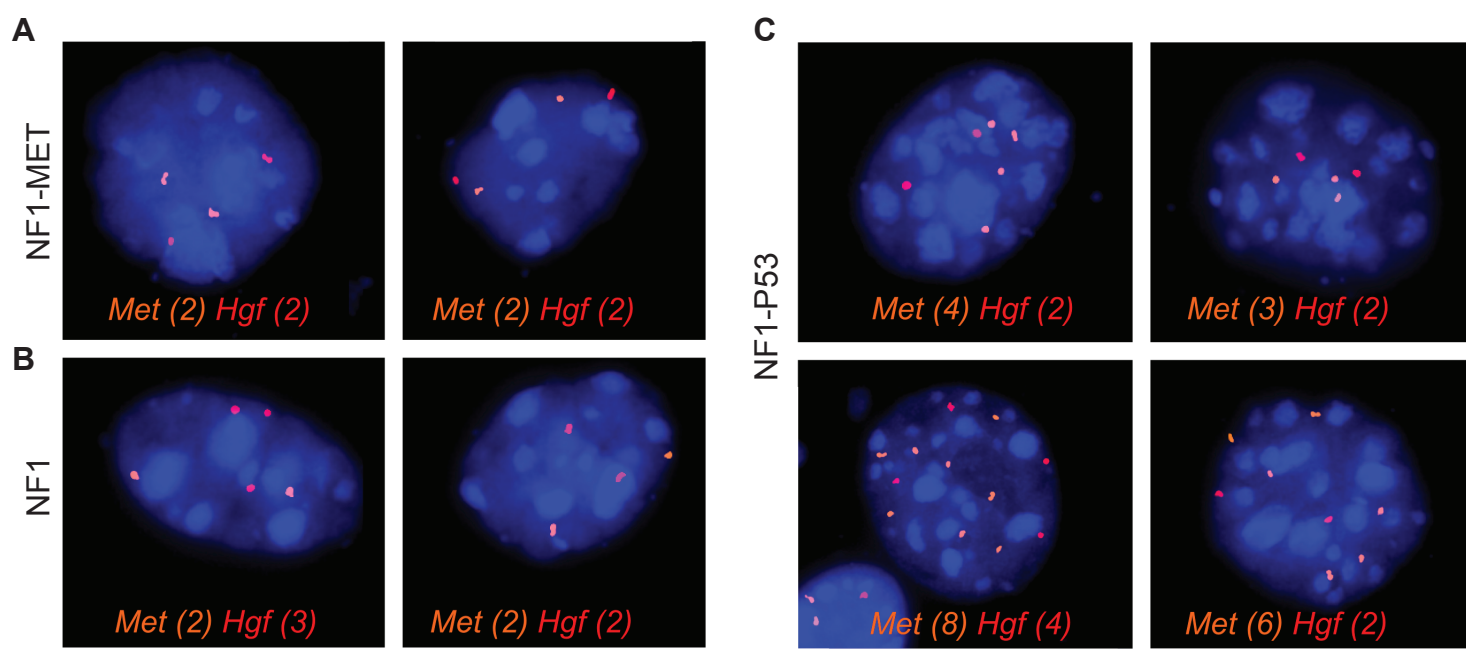 A
NF1-MET
Met (2) Hgf (2)
Met (2) Hgf (2)
B
NF1
Met (2) Hgf (3)
Met (2) Hgf (2)
C
NF1-P53
Met (4) Hgf (2)
Met (3) Hgf (2)
Met (8) Hgf (4)
Met (6) Hgf (2)